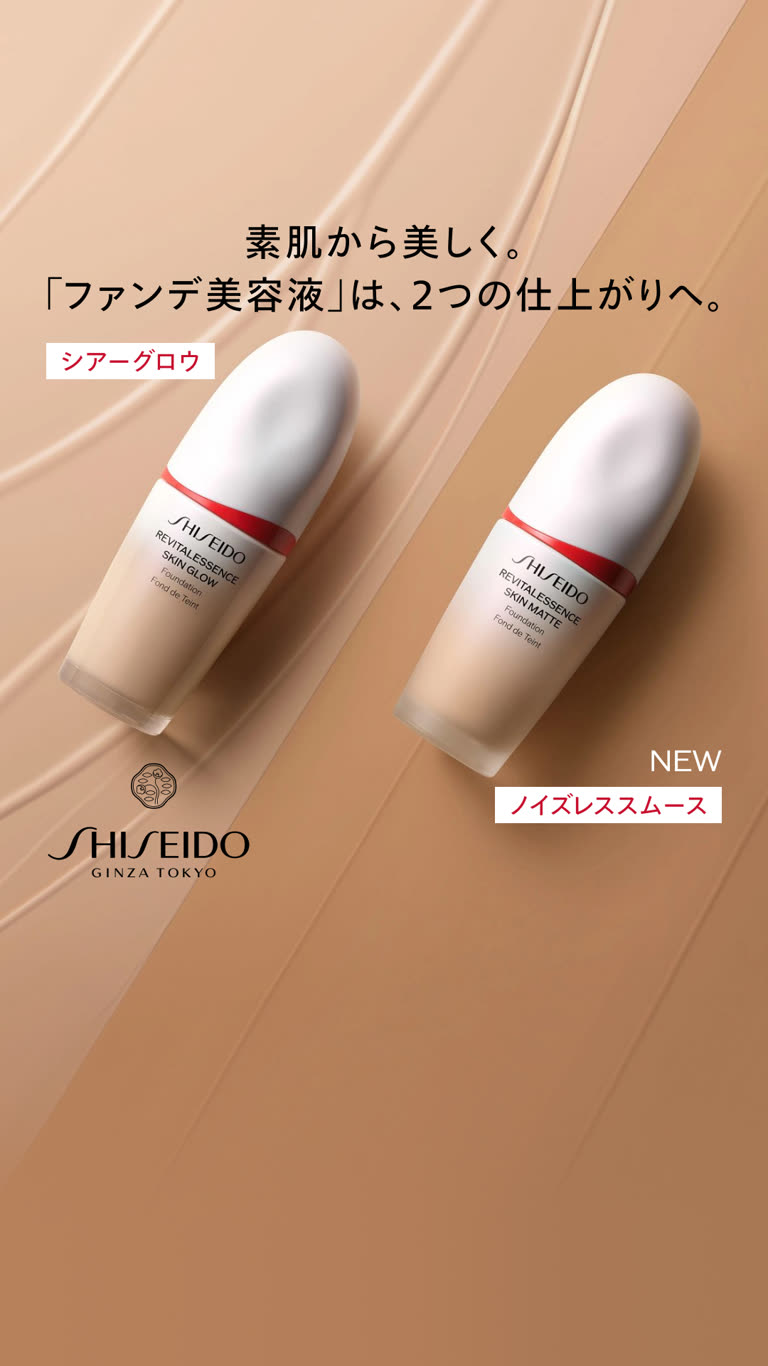 素肌から美しく。
「ファンデ美容液」は、2つの仕上がりへ。
シアーグロウ
SHISEIDO
REVITALESSENCE
SKIN GLOW
Foundation
Fond de Teint
SHISEIDO
REVITALESSENCE
SKIN MATTE
Foundation
Fond de Teint
NEW
ノイズレススムース
SHISEIDO
GINZA TOKYO